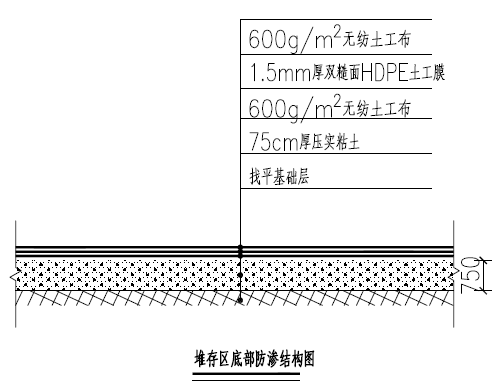 600g/m²无纺土工布
1.5mm厚双糙面HDPE土工膜
600g/m²无纺土工布
75cm厚压实粘土
找平基础层
750
堆存区底部防渗结构图